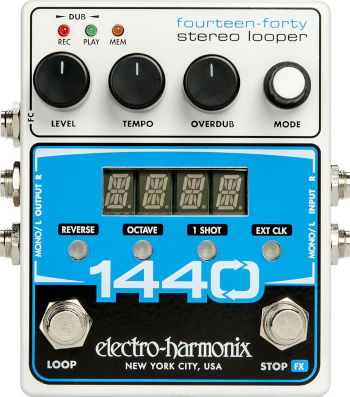 fourteen-forty
stereo looper
DUB
REC PLAY MEM
FC
LEVEL TEMPO OVERDUB MODE
MONO/L OUTPUT R
MONO/L INPUT R
REVERSE OCTAVE 1 SHOT EXT CLK
1440
LOOP
electro-harmonix
NEW YORK CITY, USA
STOP FX